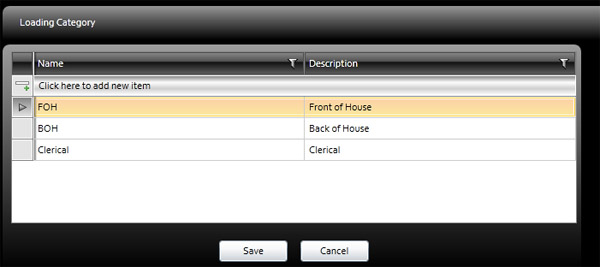 Loading Category
Name Description
Click here to add new item
FOH Front of House
BOH Back of House
Clerical Clerical
Save Cancel